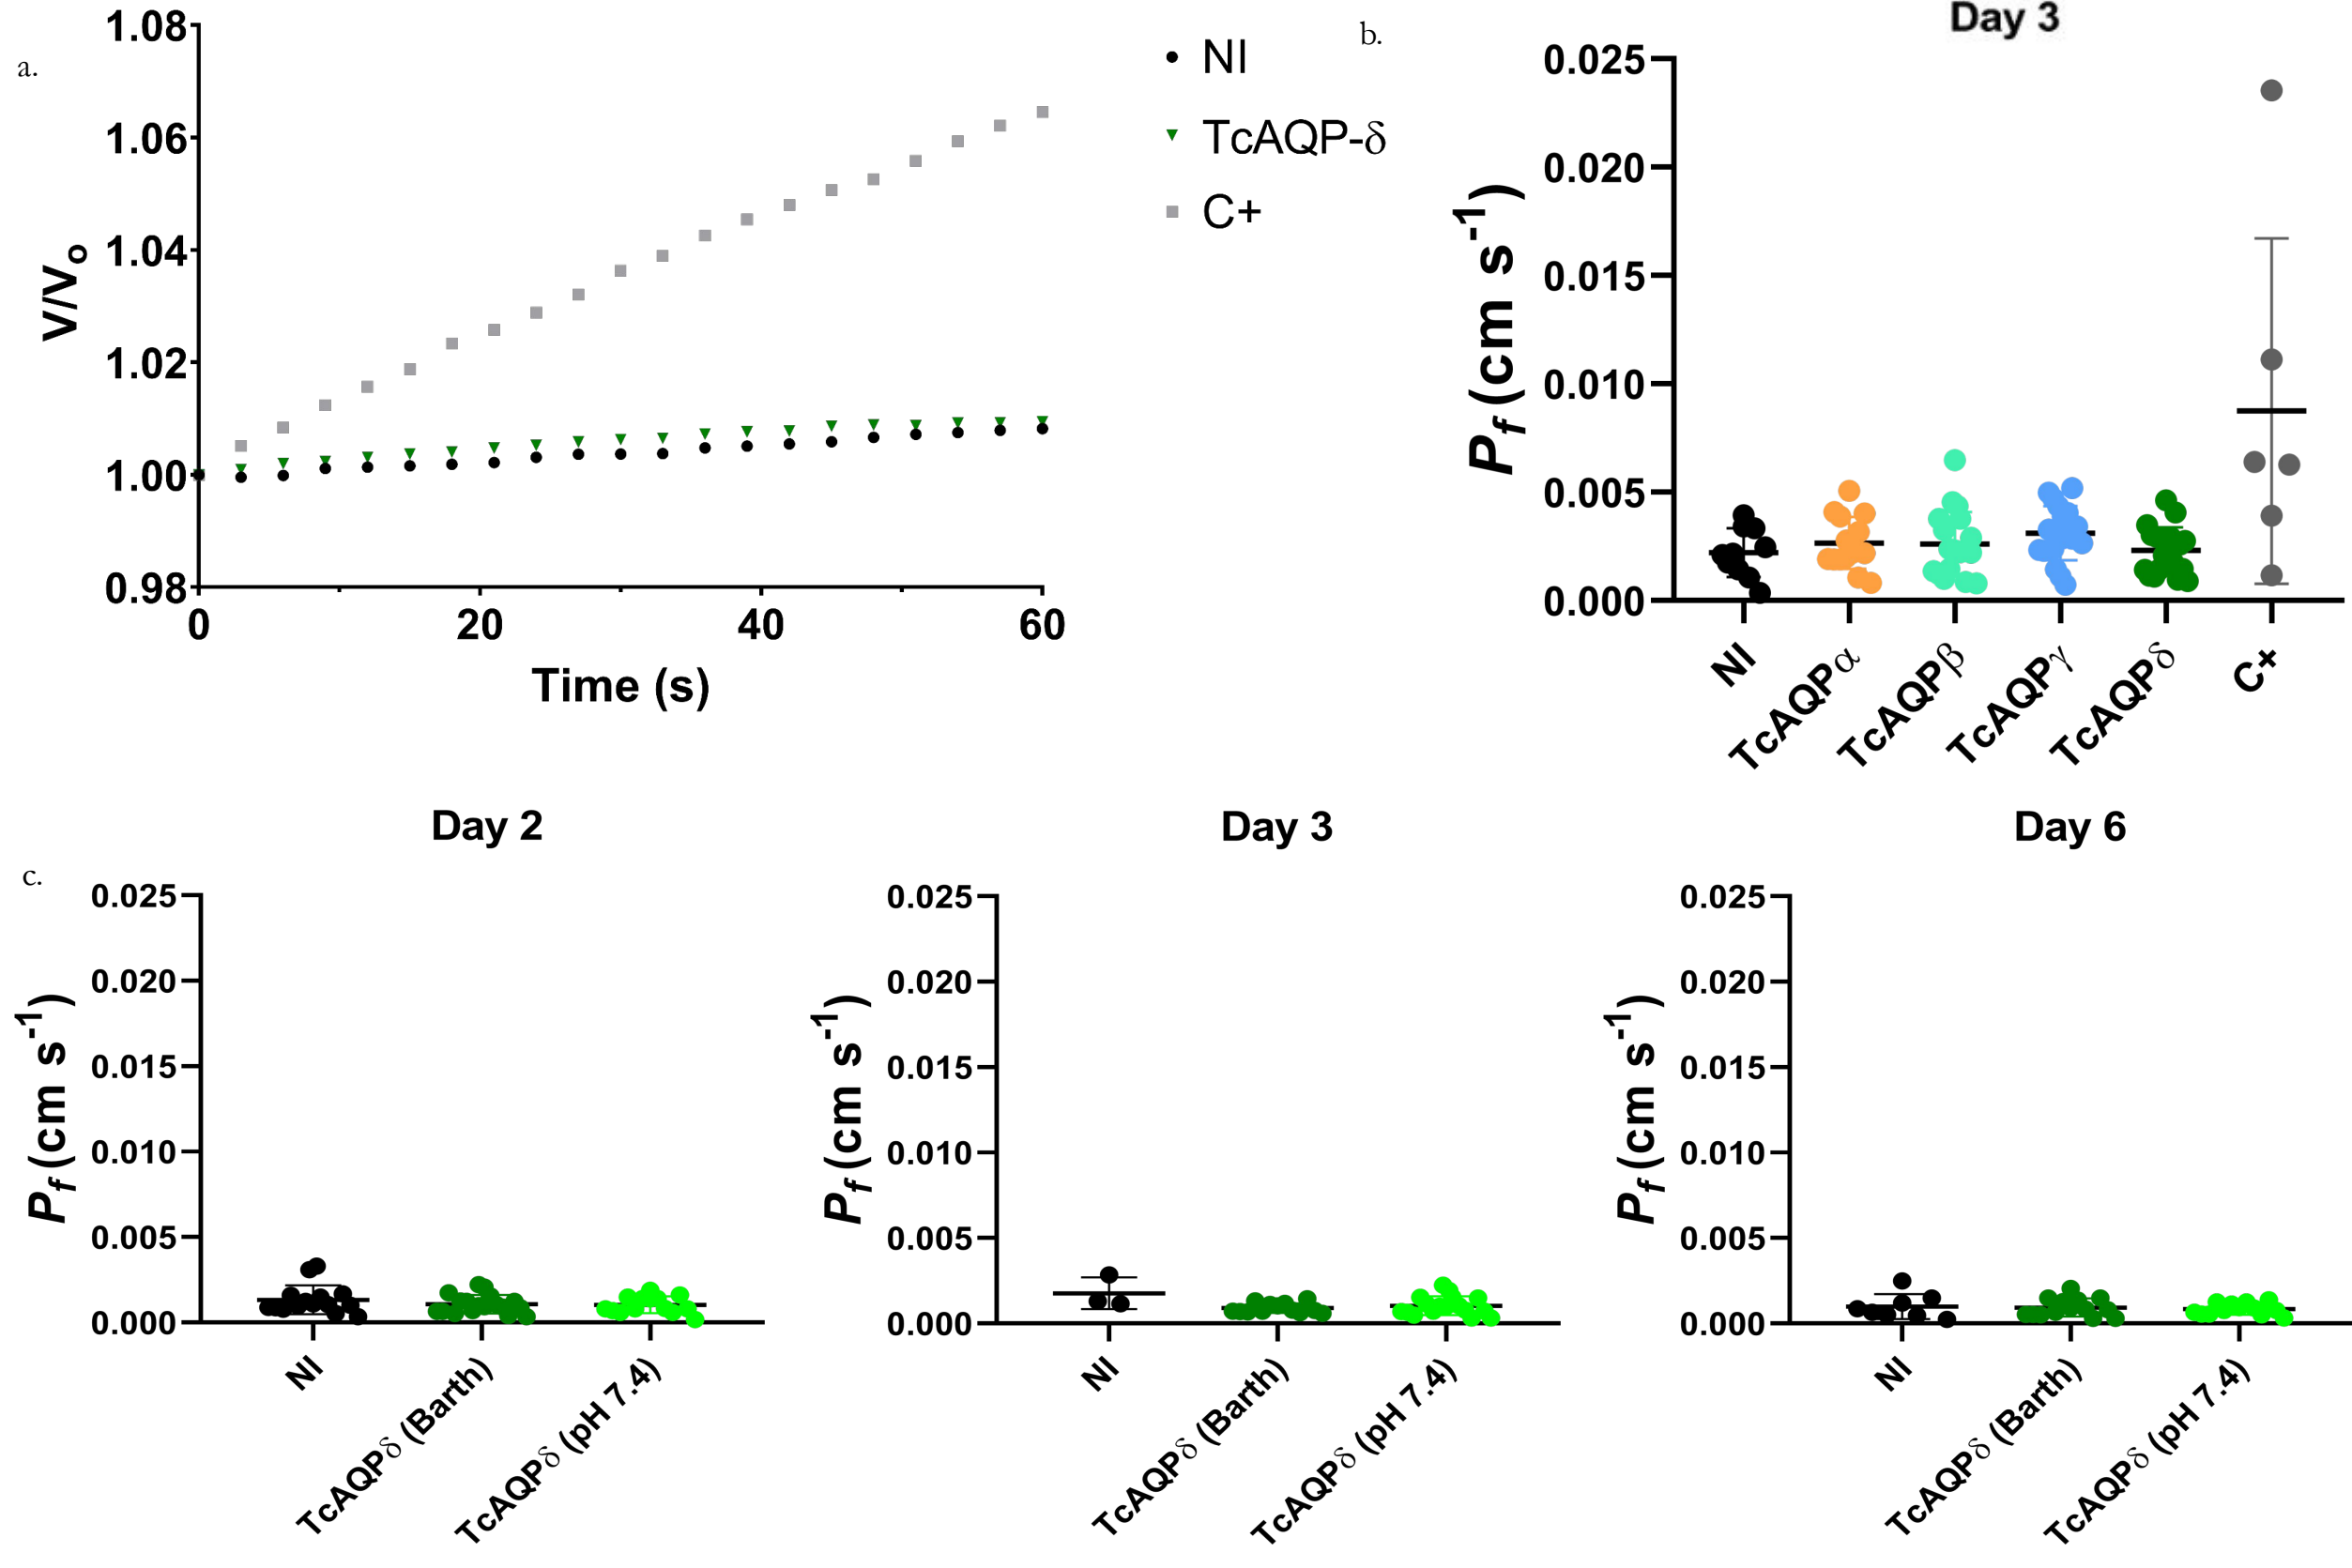 a.
1.08
1.06
1.04
1.02
1.00
0.98
V/Vo
0
20
40
60
Time (s)
NI
TcAQP-δ
C+
b.
Day 3
0.025
0.020
0.015
0.010
0.005
0.000
Pf (cm s-1)
NI
TcAQPα
TcAQPβ
TcAQPγ
TcAQPδ
C+
c.
Day 2
0.025
0.020
0.015
0.010
0.005
0.000
Pf (cm s-1)
NI
TcAQPδ (Barth)
TcAQPδ (pH 7.4)
Day 3
0.025
0.020
0.015
0.010
0.005
0.000
Pf (cm s-1)
NI
TcAQPδ (Barth)
TcAQPδ (pH 7.4)
Day 6
0.025
0.020
0.015
0.010
0.005
0.000
Pf (cm s-1)
NI
TcAQPδ (Barth)
TcAQPδ (pH 7.4)